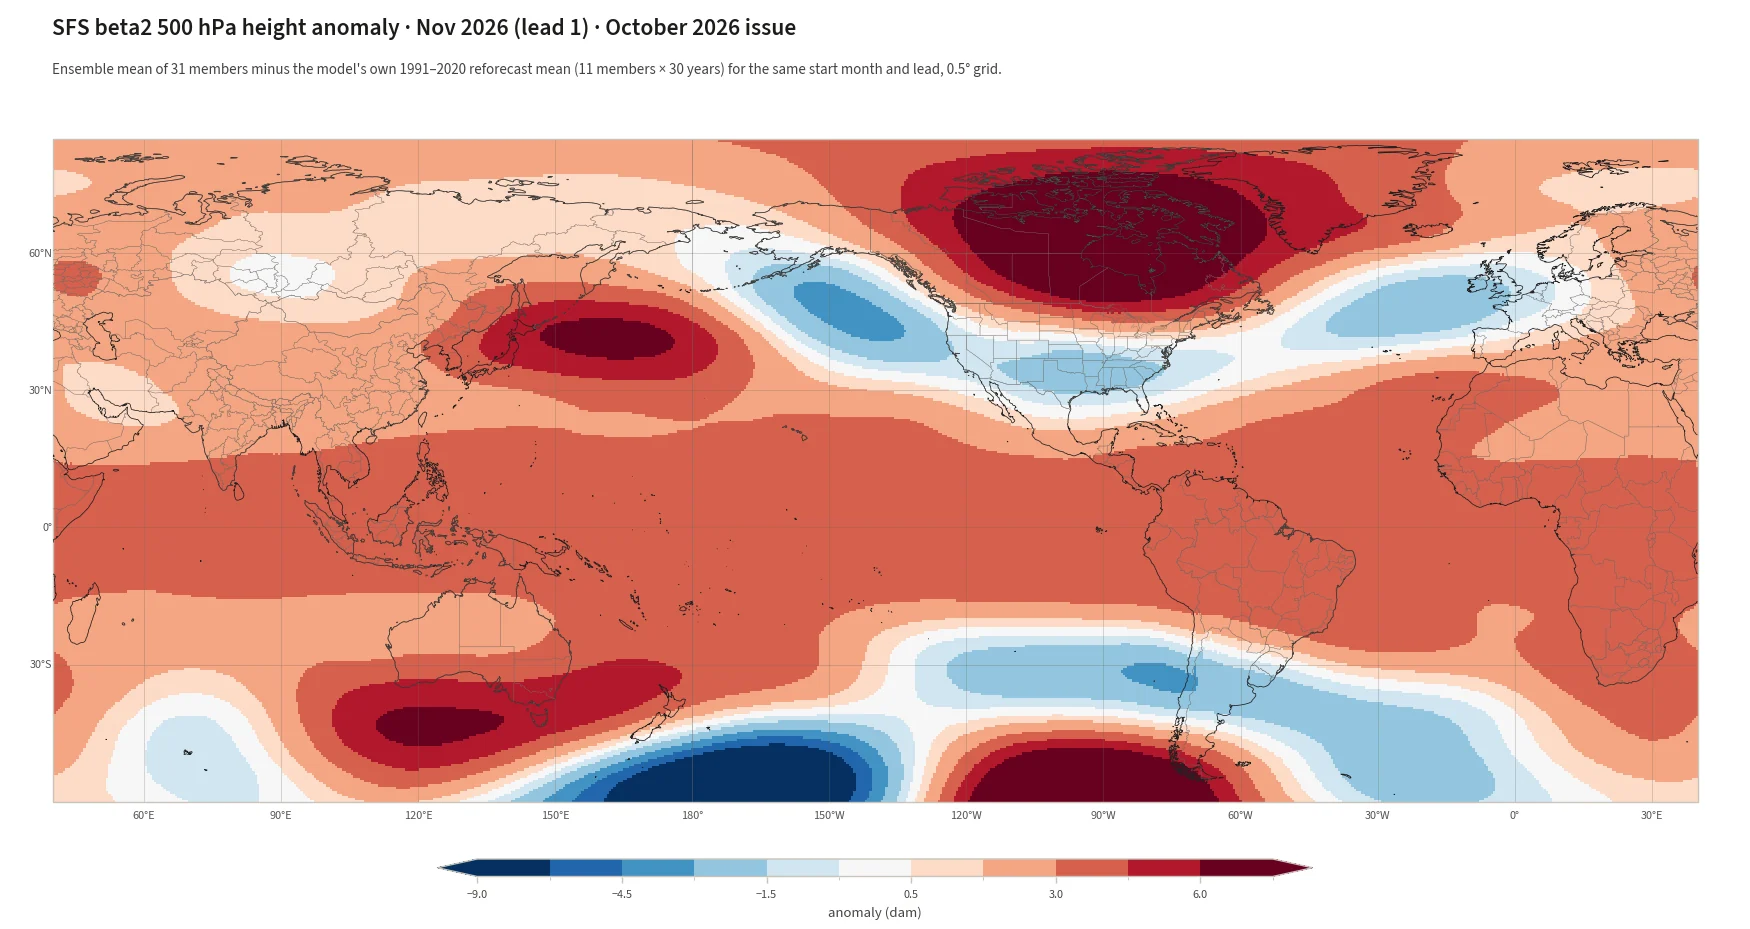 SFS beta2 500 hPa height anomaly · Nov 2026 (lead 1) · October 2026 issue
Ensemble mean of 31 members minus the model's own 1991–2020 reforecast mean (11 members × 30 years) for the same start month and lead, 0.5° grid.
60°N
30°N
0°
30°S
60°E 90°E 120°E 150°E 180° 150°W 120°W 90°W 60°W 30°W 0° 30°E
−9.0 −4.5 −1.5 0.5 3.0 6.0
anomaly (dam)